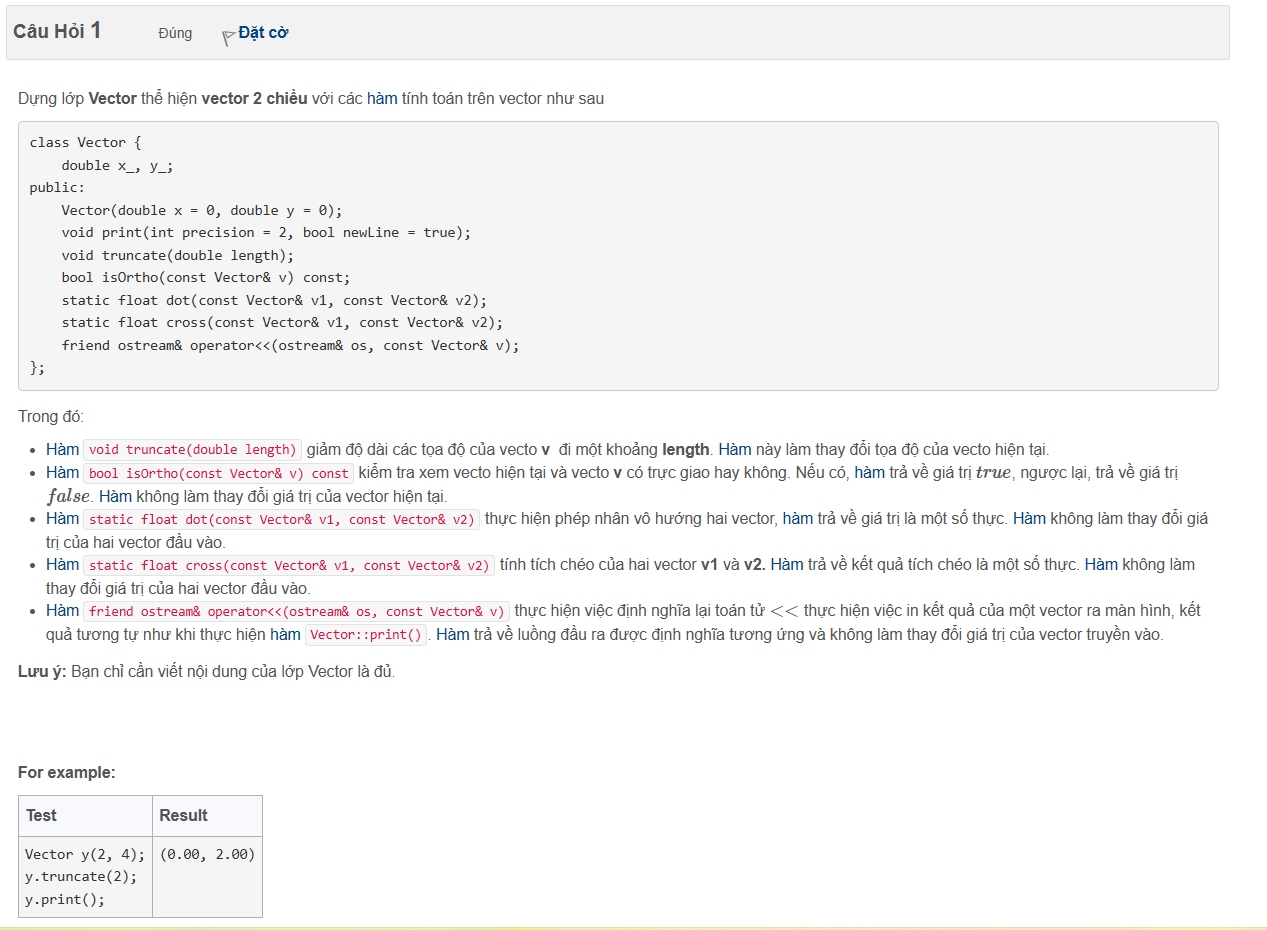 Câu Hỏi 1 Đúng Đặt cờ
Dựng lớp Vector thể hiện vector 2 chiều với các hàm tính toán trên vector như sau
class Vector {
    double x_, y_;
public:
    Vector(double x = 0, double y = 0);
    void print(int precision = 2, bool newLine = true);
    void truncate(double length);
    bool isOrtho(const Vector& v) const;
    static float dot(const Vector& v1, const Vector& v2);
    static float cross(const Vector& v1, const Vector& v2);
    friend ostream& operator<<(ostream& os, const Vector& v);
};
Trong đó:
• Hàm void truncate(double length) giảm độ dài các tọa độ của vecto v đi một khoảng length. Hàm này làm thay đổi tọa độ của vecto hiện tại.
• Hàm bool isOrtho(const Vector& v) const kiểm tra xem vecto hiện tại và vecto v có trực giao hay không. Nếu có, hàm trả về giá trị true, ngược lại, trả về giá trị
false. Hàm không làm thay đổi giá trị của vector hiện tại.
• Hàm static float dot(const Vector& v1, const Vector& v2) thực hiện phép nhân vô hướng hai vector, hàm trả về giá trị là một số thực. Hàm không làm thay đổi giá
trị của hai vector đầu vào.
• Hàm static float cross(const Vector& v1, const Vector& v2) tính tích chéo của hai vector v1 và v2. Hàm trả về kết quả tích chéo là một số thực. Hàm không làm
thay đổi giá trị của hai vector đầu vào.
• Hàm friend ostream& operator<<(ostream& os, const Vector& v) thực hiện việc định nghĩa lại toán tử << thực hiện việc in kết quả của một vector ra màn hình, kết
quả tương tự như khi thực hiện hàm Vector::print(). Hàm trả về luồng đầu ra được định nghĩa tương ứng và không làm thay đổi giá trị của vector truyền vào.
Lưu ý: Bạn chỉ cần viết nội dung của lớp Vector là đủ.
For example:
Test Result
Vector y(2, 4); (0.00, 2.00)
y.truncate(2);
y.print();